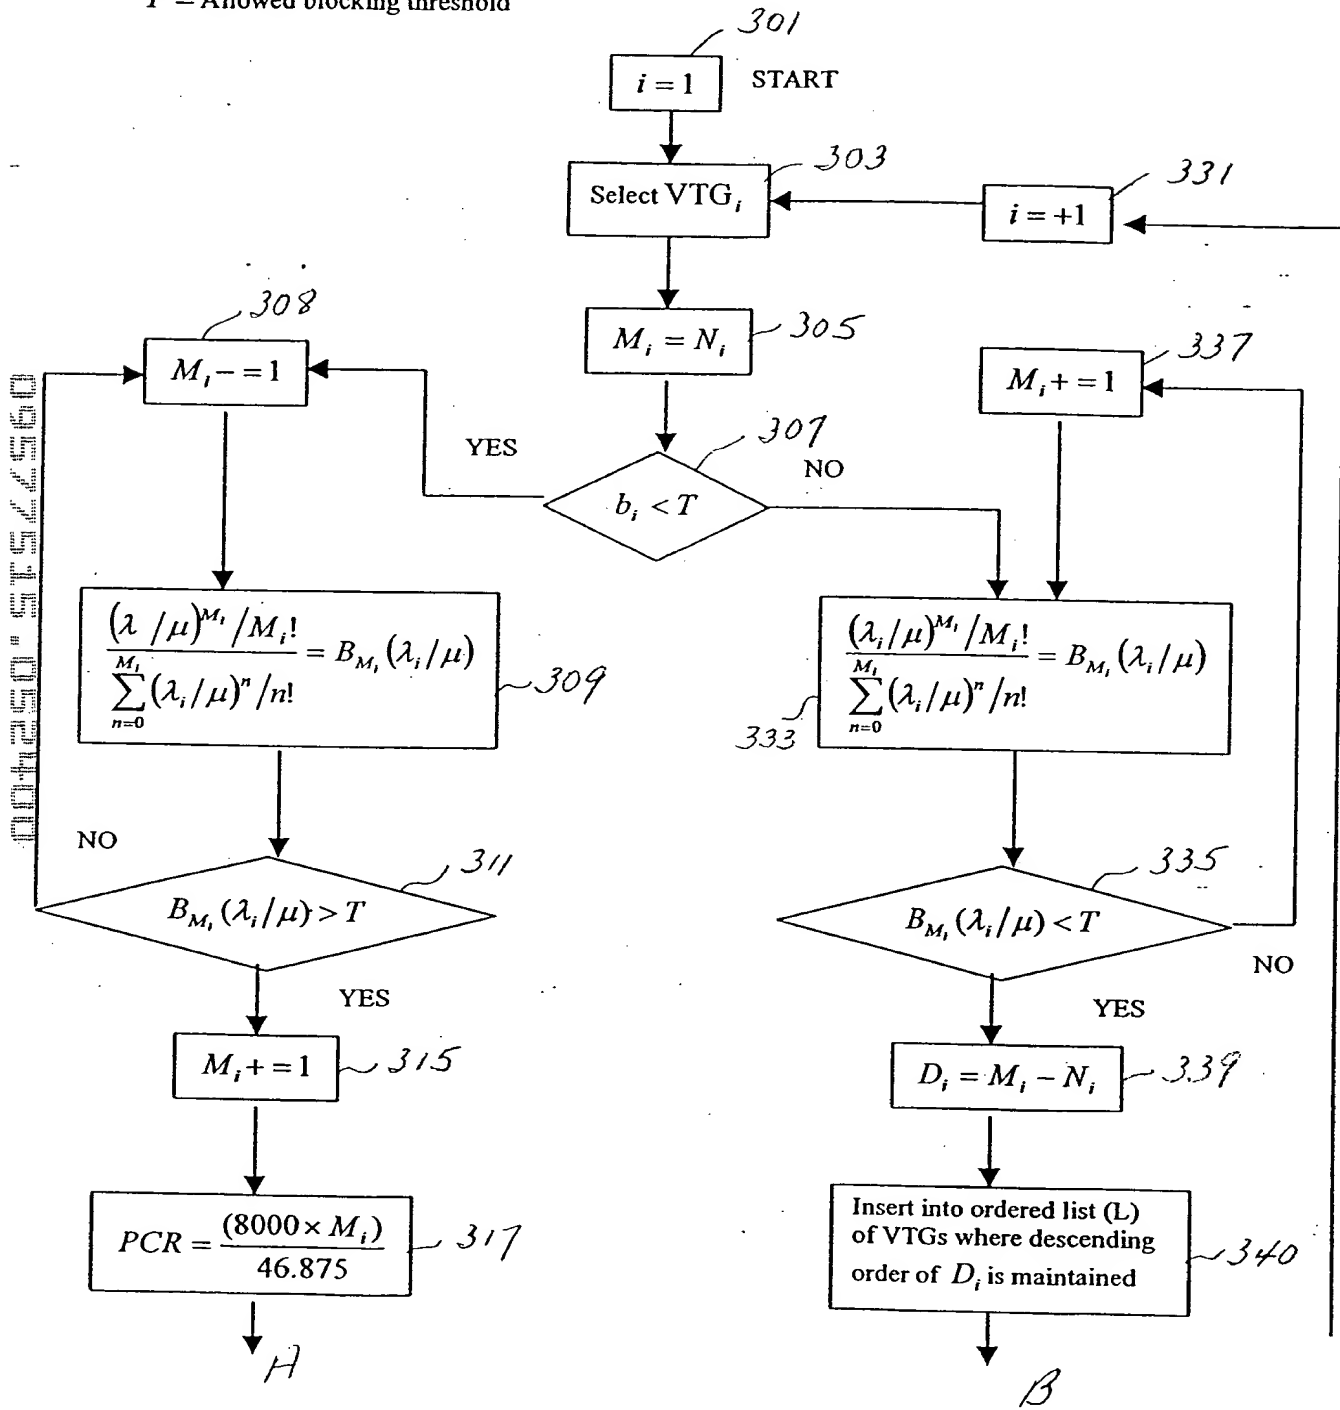 T = Allowed blocking threshold
301
i = 1 START
303
Select VTG_i
331
i = +1
308
M_i - = 1
305
M_i = N_i
337
M_i + = 1
307
YES
NO
b_i < T
(λ /μ)^{M_i} / M_i!
= B_{M_i}(λ_i/μ)
\sum_{n=0}^{M_i} (λ_i/μ)^n / n!
309
(λ_i/μ)^{M_i} / M_i!
= B_{M_i}(λ_i/μ)
\sum_{n=0}^{M_i} (λ_i/μ)^n / n!
333
NO
311
B_{M_i}(λ_i/μ) > T
YES
335
B_{M_i}(λ_i/μ) < T
NO
YES
M_i + = 1
315
D_i = M_i - N_i
339
PCR = (8000 × M_i) / 46.875
317
Insert into ordered list (L)
of VTGs where descending
order of D_i is maintained
340
A
B